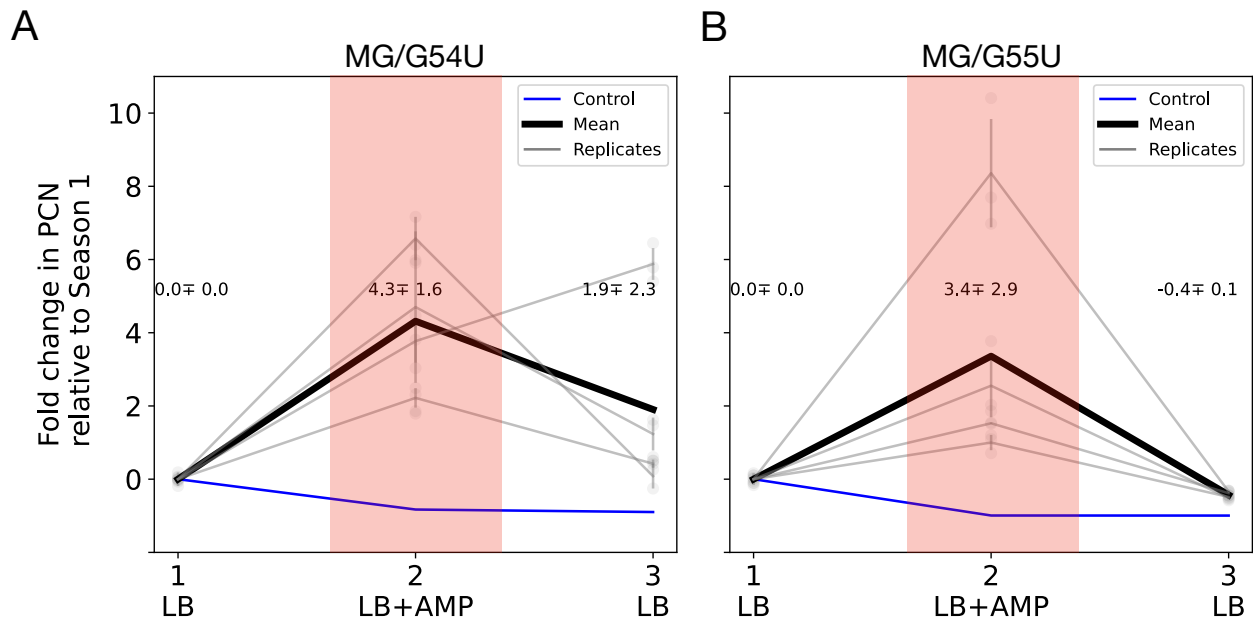 A
MG/G54U
Fold change in PCN
relative to Season 1
10
8
6
4
2
0
Control
Mean
Replicates
0.0∓ 0.0
4.3∓ 1.6
1.9∓ 2.3
1
2
3
LB
LB+AMP
LB
B
MG/G55U
Control
Mean
Replicates
0.0∓ 0.0
3.4∓ 2.9
-0.4∓ 0.1
1
2
3
LB
LB+AMP
LB